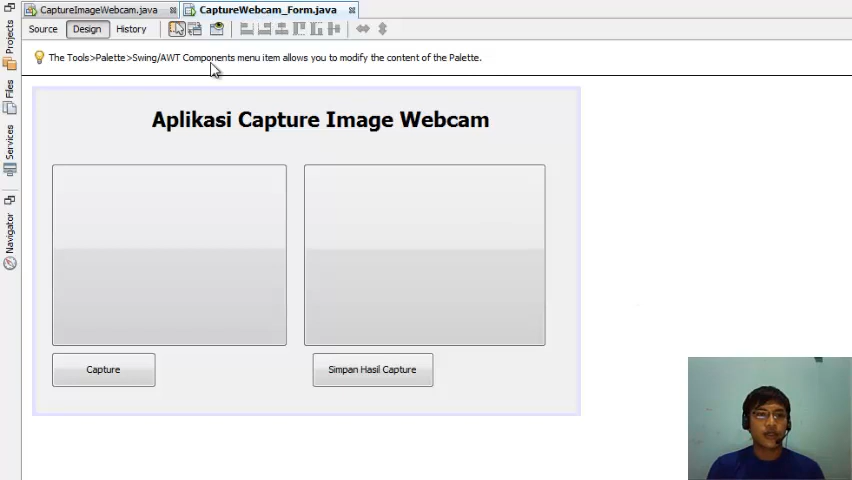 CaptureImageWebcam.java
CaptureWebcam_Form.java
Source
Design
History
The Tools>Palette>Swing/AWT Components menu item allows you to modify the content of the Palette.
Projects
Files
Services
Navigator
Aplikasi Capture Image Webcam
Capture
Simpan Hasil Capture